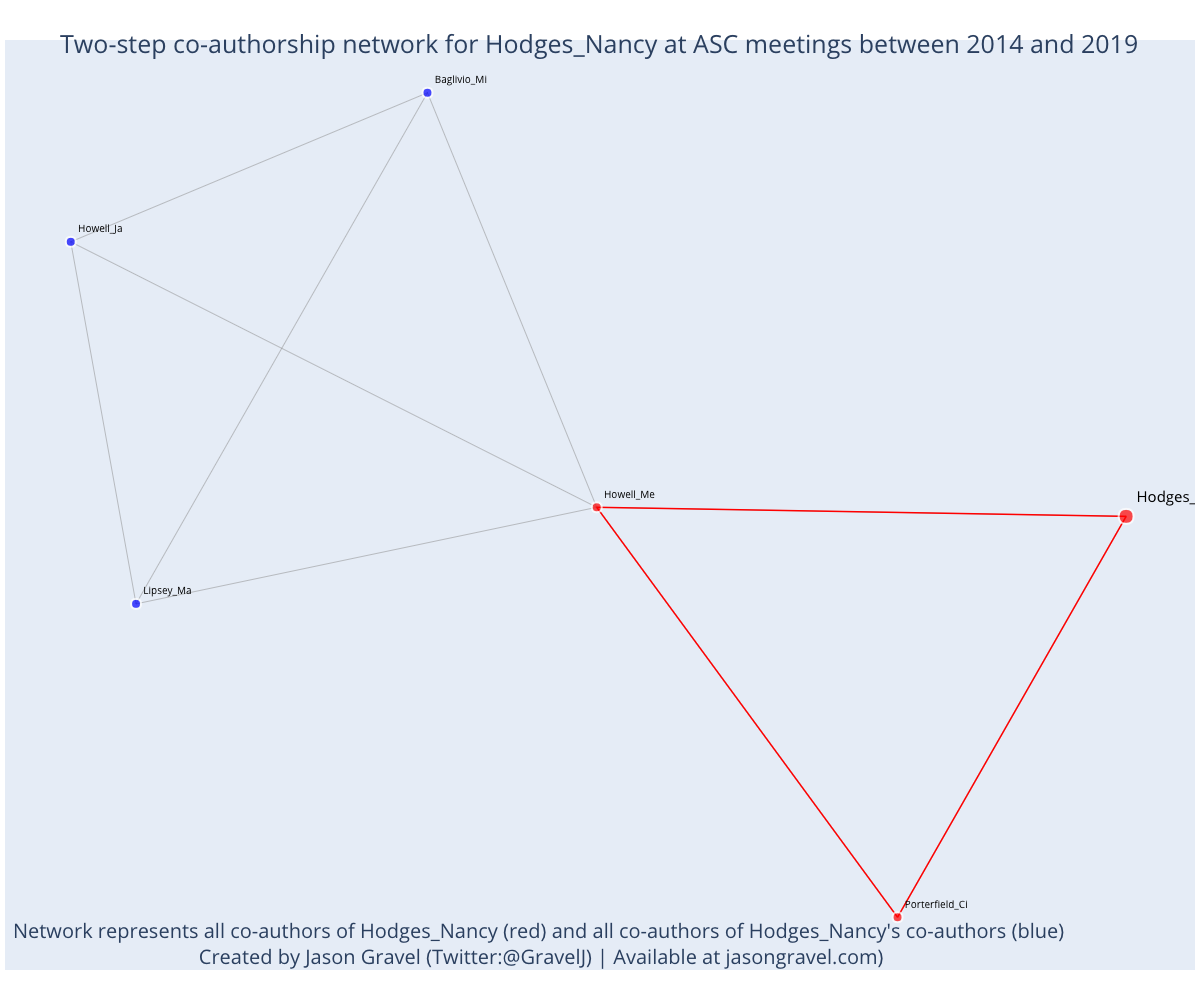 Two-step co-authorship network for Hodges_Nancy at ASC meetings between 2014 and 2019
Baglivio_Mi
Howell_Ja
Howell_Me
Hodges_
Lipsey_Ma
Porterfield_Ci
Network represents all co-authors of Hodges_Nancy (red) and all co-authors of Hodges_Nancy's co-authors (blue)
Created by Jason Gravel (Twitter:@GravelJ) | Available at jasongravel.com)